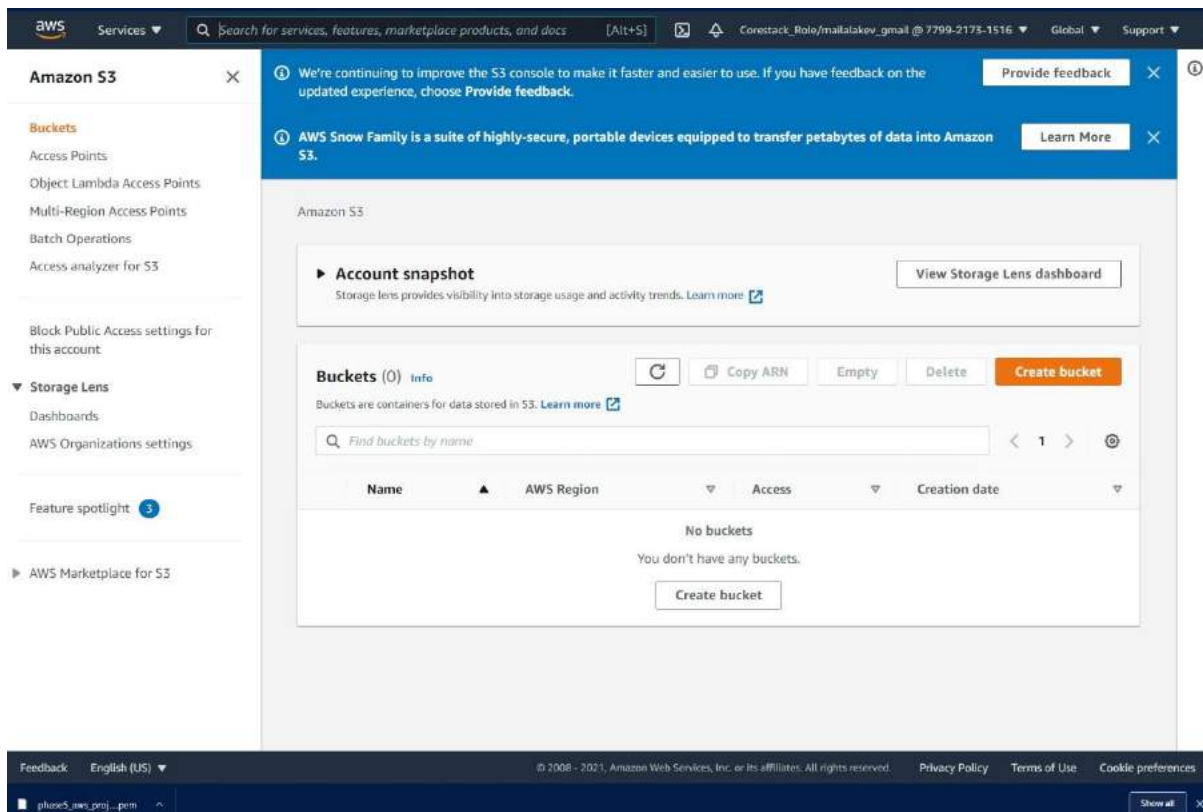 aws
Services ▼
Search for services, features, marketplace products, and docs
[Alt+S]
Corestack_Role/mailalakev_gmail @ 7799-2173-1516 ▼
Global ▼
Support ▼
Amazon S3
Buckets
Access Points
Object Lambda Access Points
Multi-Region Access Points
Batch Operations
Access analyzer for S3
Block Public Access settings for
this account
Storage Lens
Dashboards
AWS Organizations settings
Feature spotlight 3
AWS Marketplace for S3
We're continuing to improve the S3 console to make it faster and easier to use. If you have feedback on the
updated experience, choose Provide feedback.
Provide feedback
AWS Snow Family is a suite of highly-secure, portable devices equipped to transfer petabytes of data into Amazon
S3.
Learn More
Amazon S3
Account snapshot
Storage lens provides visibility into storage usage and activity trends. Learn more
View Storage Lens dashboard
Buckets (0) Info
Copy ARN
Empty
Delete
Create bucket
Buckets are containers for data stored in S3. Learn more
Find buckets by name
1
Name
AWS Region
Access
Creation date
No buckets
You don't have any buckets.
Create bucket
Feedback
English (US) ▼
© 2008 - 2021, Amazon Web Services, Inc. or its affiliates. All rights reserved.
Privacy Policy
Terms of Use
Cookie preferences
phase5_aws_proj...pem
Show all